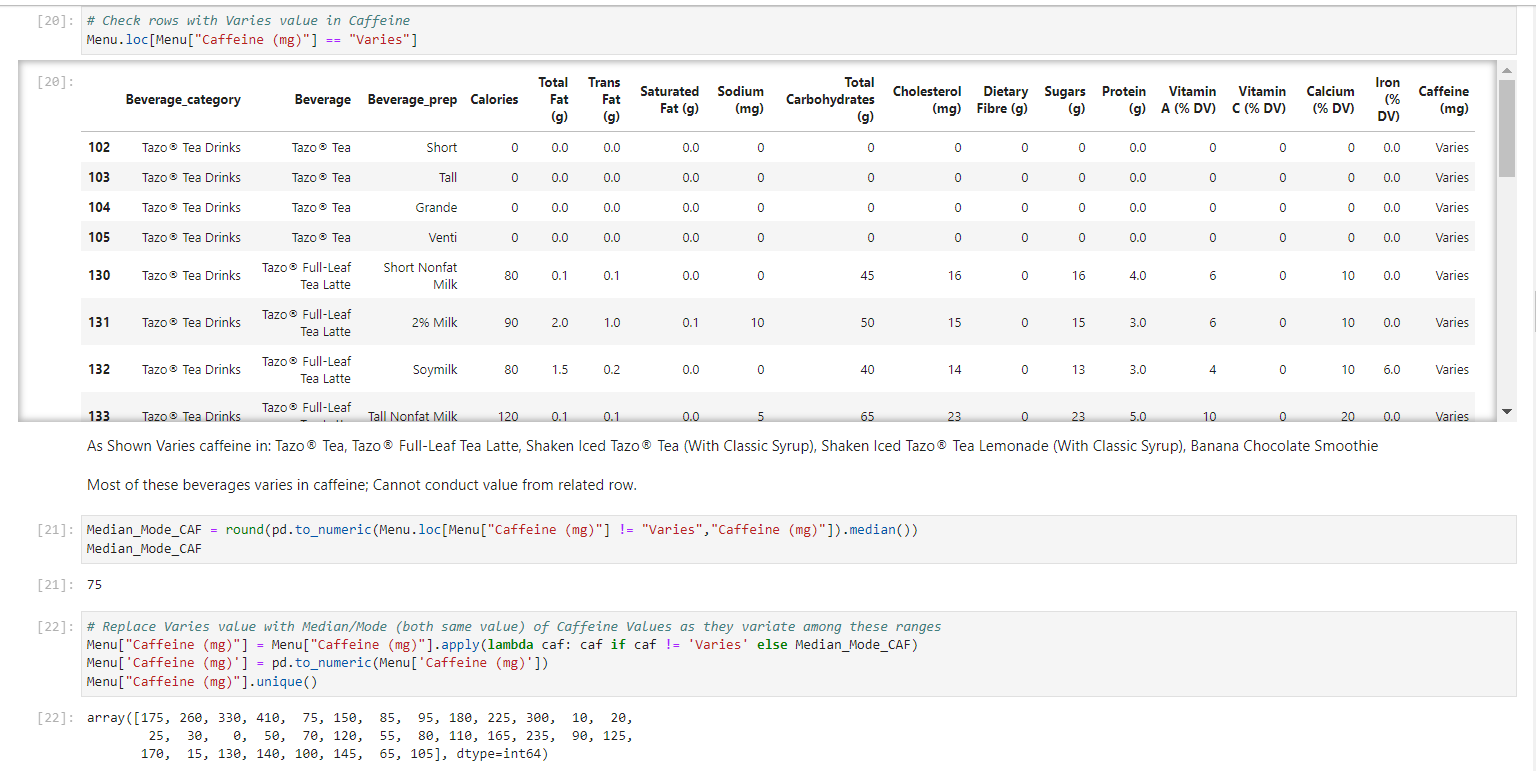 [20]: # Check rows with Varies value in Caffeine
Menu.loc[Menu["Caffeine (mg)"] == "Varies"]
[20]:
Beverage_category Beverage Beverage_prep Calories Total Fat (g) Trans Fat (g) Saturated Fat (g) Sodium (mg) Total Carbohydrates (g) Cholesterol (mg) Dietary Fibre (g) Sugars (g) Protein (g) Vitamin A (% DV) Vitamin C (% DV) Calcium (% DV) Iron (% DV) Caffeine (mg)
102 Tazo® Tea Drinks Tazo® Tea Short 0 0.0 0.0 0.0 0 0 0 0 0 0.0 0 0 0 0.0 Varies
103 Tazo® Tea Drinks Tazo® Tea Tall 0 0.0 0.0 0.0 0 0 0 0 0 0.0 0 0 0 0.0 Varies
104 Tazo® Tea Drinks Tazo® Tea Grande 0 0.0 0.0 0.0 0 0 0 0 0 0.0 0 0 0 0.0 Varies
105 Tazo® Tea Drinks Tazo® Tea Venti 0 0.0 0.0 0.0 0 0 0 0 0 0.0 0 0 0 0.0 Varies
130 Tazo® Tea Drinks Tazo® Full-Leaf Tea Latte Short Nonfat Milk 80 0.1 0.1 0.0 0 45 16 0 16 4.0 6 0 10 0.0 Varies
131 Tazo® Tea Drinks Tazo® Full-Leaf Tea Latte 2% Milk 90 2.0 1.0 0.1 10 50 15 0 15 3.0 6 0 10 0.0 Varies
132 Tazo® Tea Drinks Tazo® Full-Leaf Tea Latte Soymilk 80 1.5 0.2 0.0 0 40 14 0 13 3.0 4 0 10 6.0 Varies
133 Tazo® Tea Drinks Tazo® Full-Leaf Tall Nonfat Milk 120 0.1 0.1 0.0 5 65 23 0 23 5.0 10 0 20 0.0 Varies
As Shown Varies caffeine in: Tazo® Tea, Tazo® Full-Leaf Tea Latte, Shaken Iced Tazo® Tea (With Classic Syrup), Shaken Iced Tazo® Tea Lemonade (With Classic Syrup), Banana Chocolate Smoothie
Most of these beverages varies in caffeine; Cannot conduct value from related row.
[21]: Median_Mode_CAF = round(pd.to_numeric(Menu.loc[Menu["Caffeine (mg)"] != "Varies","Caffeine (mg)"]).median())
Median_Mode_CAF
[21]: 75
[22]: # Replace Varies value with Median/Mode (both same value) of Caffeine Values as they variate among these ranges
Menu["Caffeine (mg)"] = Menu["Caffeine (mg)"].apply(lambda caf: caf if caf != 'Varies' else Median_Mode_CAF)
Menu['Caffeine (mg)'] = pd.to_numeric(Menu['Caffeine (mg)'])
Menu["Caffeine (mg)"].unique()
[22]: array([175, 260, 330, 410, 75, 150, 85, 95, 180, 225, 300, 10, 20,
25, 30, 0, 50, 70, 120, 55, 80, 110, 165, 235, 90, 125,
170, 15, 130, 140, 100, 145, 65, 105], dtype=int64)